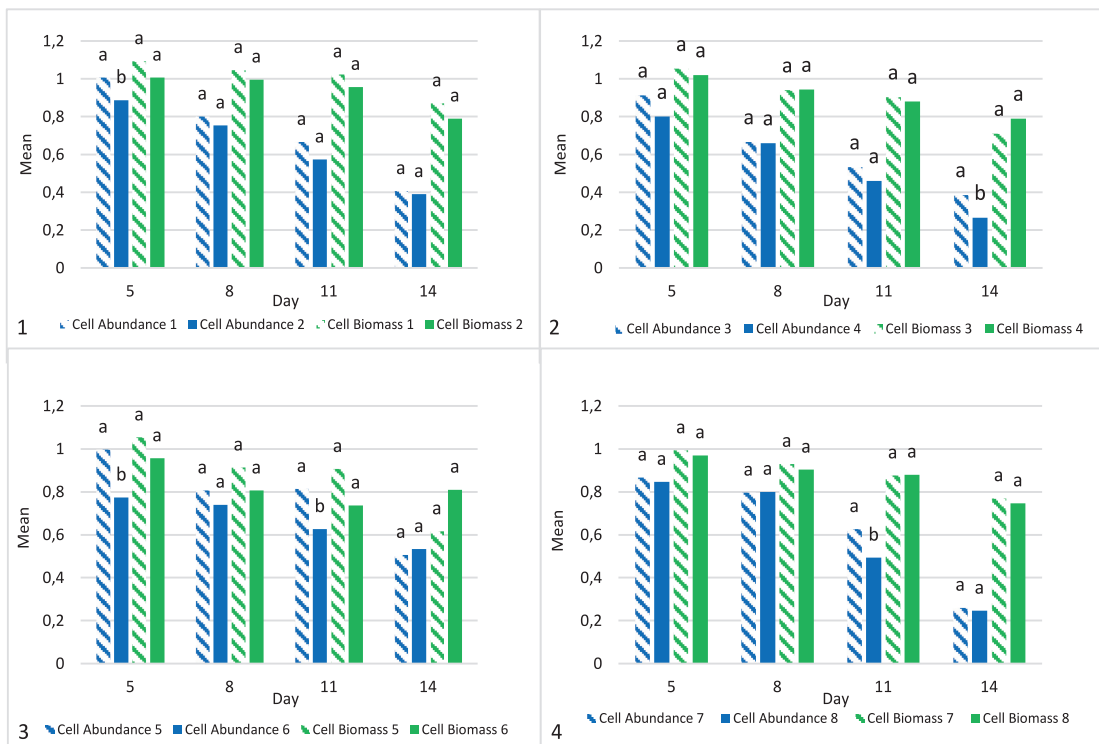 a
a a a a a
a b a a a
a a a
a a
a a
1,2
1
0,8
0,6
0,4
0,2
0
Mean
5 8 11 14
Day
1 Cell Abundance 1 Cell Abundance 2 Cell Biomass 1 Cell Biomass 2
a a
a a a a a
a a a a a
a a a b
1,2
1
0,8
0,6
0,4
0,2
0
Mean
5 8 11 14
Day
2 Cell Abundance 3 Cell Abundance 4 Cell Biomass 3 Cell Biomass 4
a a a a a a
b a a a b a
a a a
a
1,2
1
0,8
0,6
0,4
0,2
0
Mean
5 8 11 14
Day
3 Cell Abundance 5 Cell Abundance 6 Cell Biomass 5 Cell Biomass 6
a a a a a a
a a a a a a
a b
a a
1,2
1
0,8
0,6
0,4
0,2
0
Mean
5 8 11 14
Day
4 Cell Abundance 7 Cell Abundance 8 Cell Biomass 7 Cell Biomass 8